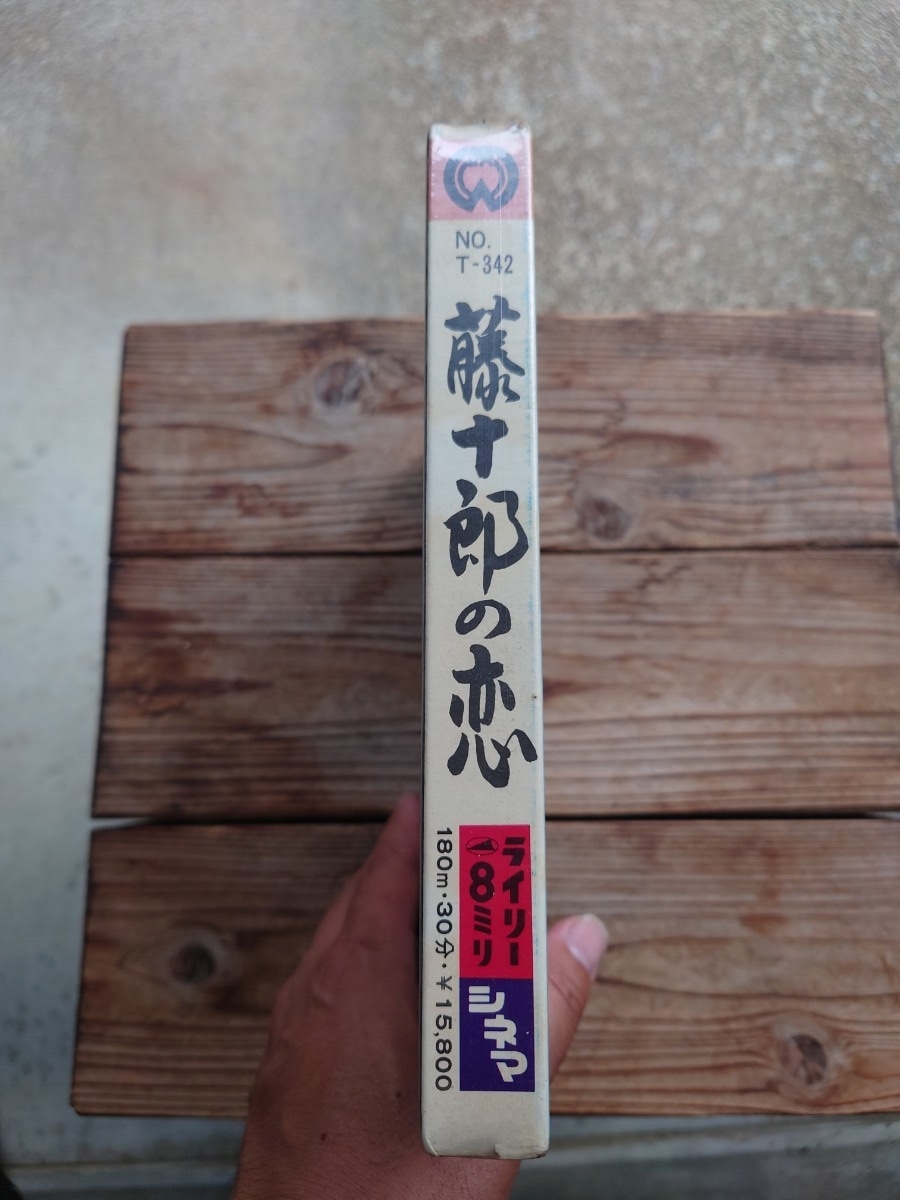 NO.
T-342
藤十郎の恋
ライリー
8ミリ
シネマ
180m・30分・¥15,800